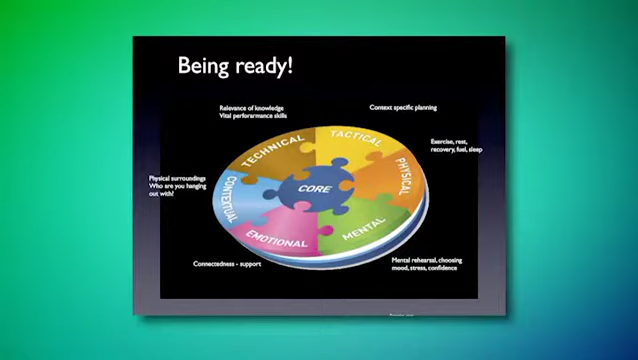 Being ready!
Relevance of knowledge
Vital perforarmance skills
Context specific planning
TECHNICAL
TACTICAL
Exercise, rest,
recovery, fuel, sleep
PHYSICAL
Physical surroundings
Who are you hanging
out with?
CONTEXTUAL
CORE
EMOTIONAL
MENTAL
Connectedness - support
Mental rehearsal, choosing
mood, stress, confidence